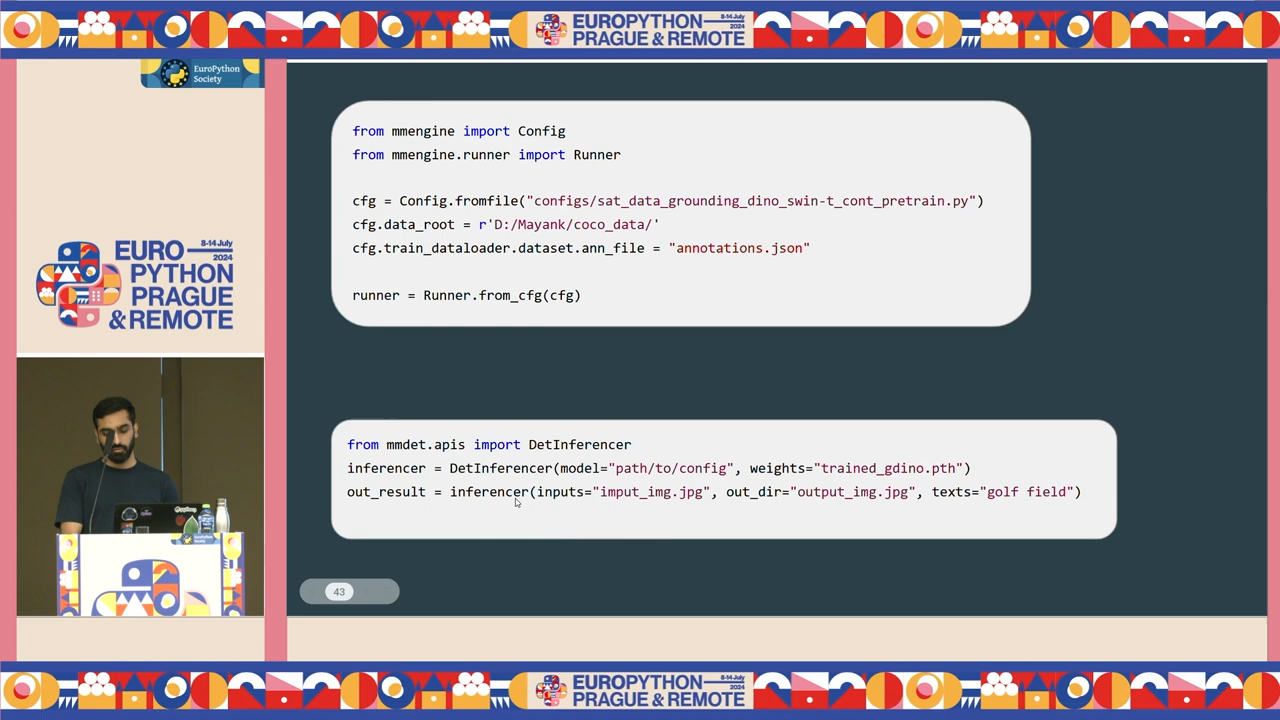 EUROPYTHON 8-14 July
PRAGUE & REMOTE 2024
EuroPython
Society
from mmengine import Config
from mmengine.runner import Runner
cfg = Config.fromfile("configs/sat_data_grounding_dino_swin-t_cont_pretrain.py")
cfg.data_root = r'D:/Mayank/coco_data/'
cfg.train_dataloader.dataset.ann_file = "annotations.json"
runner = Runner.from_cfg(cfg)
EURO 8-14 July
2024
PYTHON
PRAGUE
& REMOTE
from mmdet.apis import DetInferencer
inferencer = DetInferencer(model="path/to/config", weights="trained_gdino.pth")
out_result = inferencer(inputs="imput_img.jpg", out_dir="output_img.jpg", texts="golf field")
43
EUROPYTHON 8-14 July
PRAGUE & REMOTE 2024